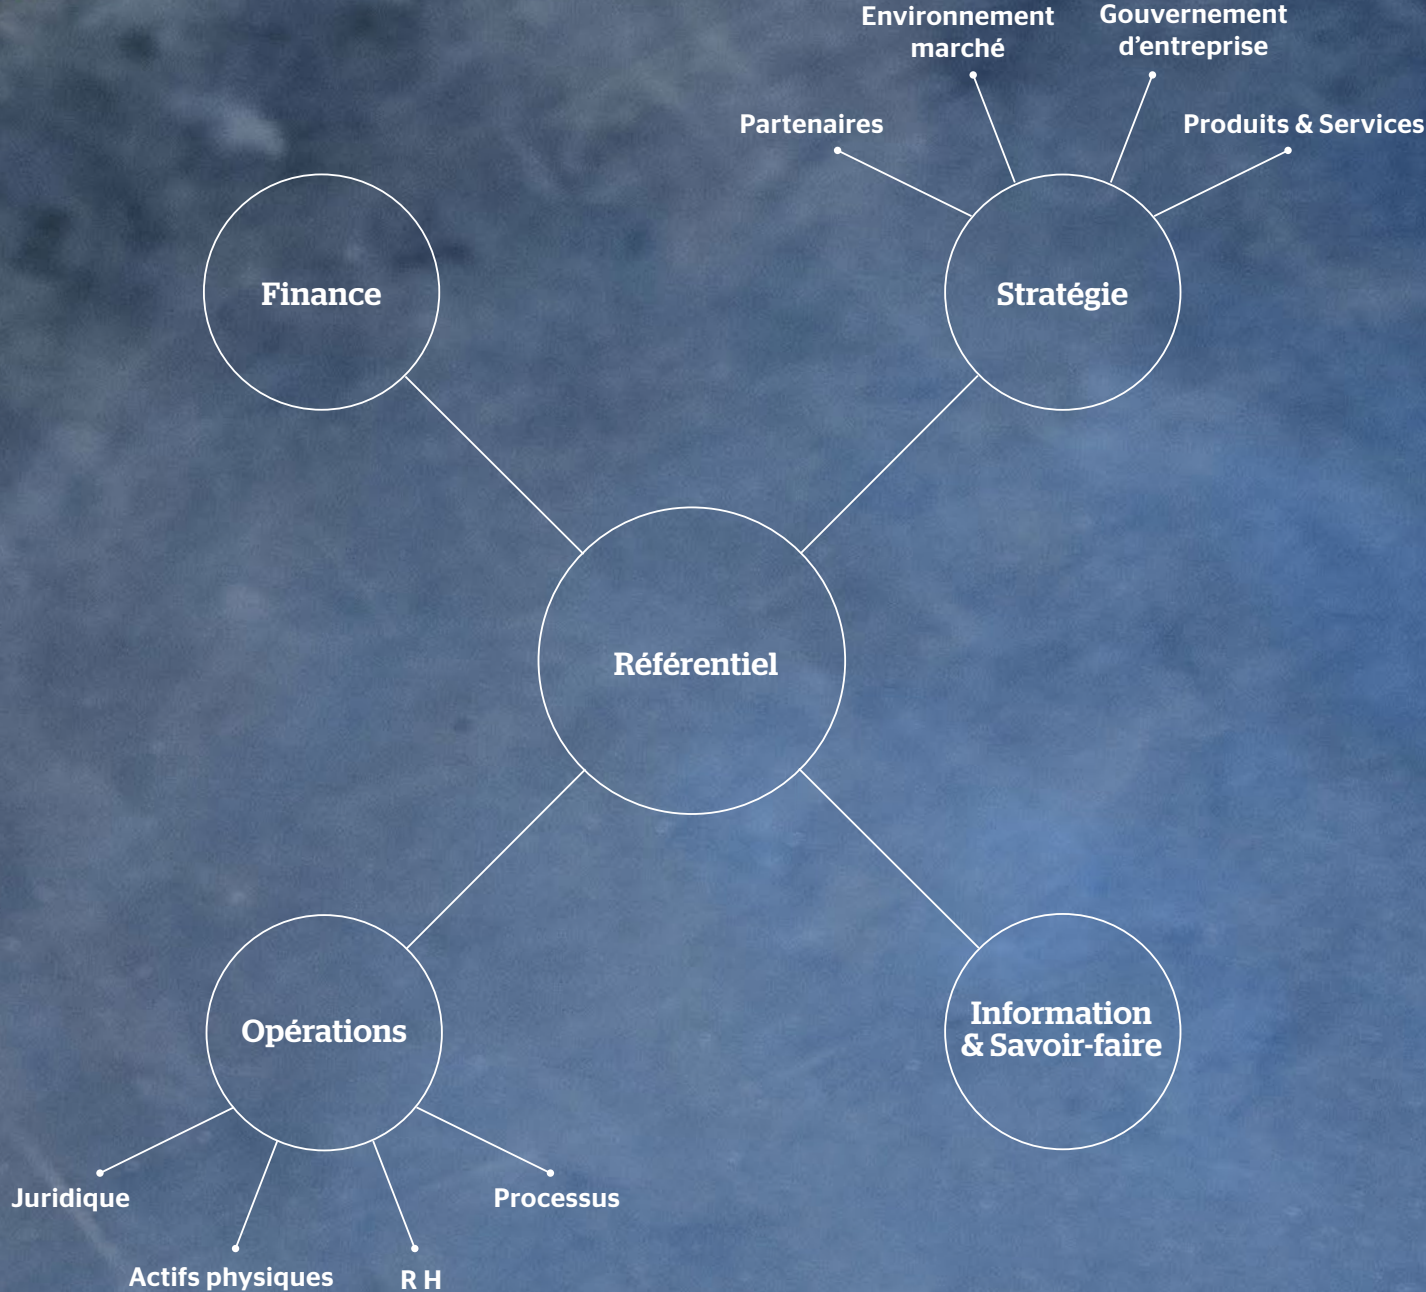 Environnement
marché
Gouvernement
d’entreprise
Partenaires
Produits & Services
Finance
Stratégie
Référentiel
Opérations
Information
& Savoir-faire
Juridique
Processus
Actifs physiques
R H